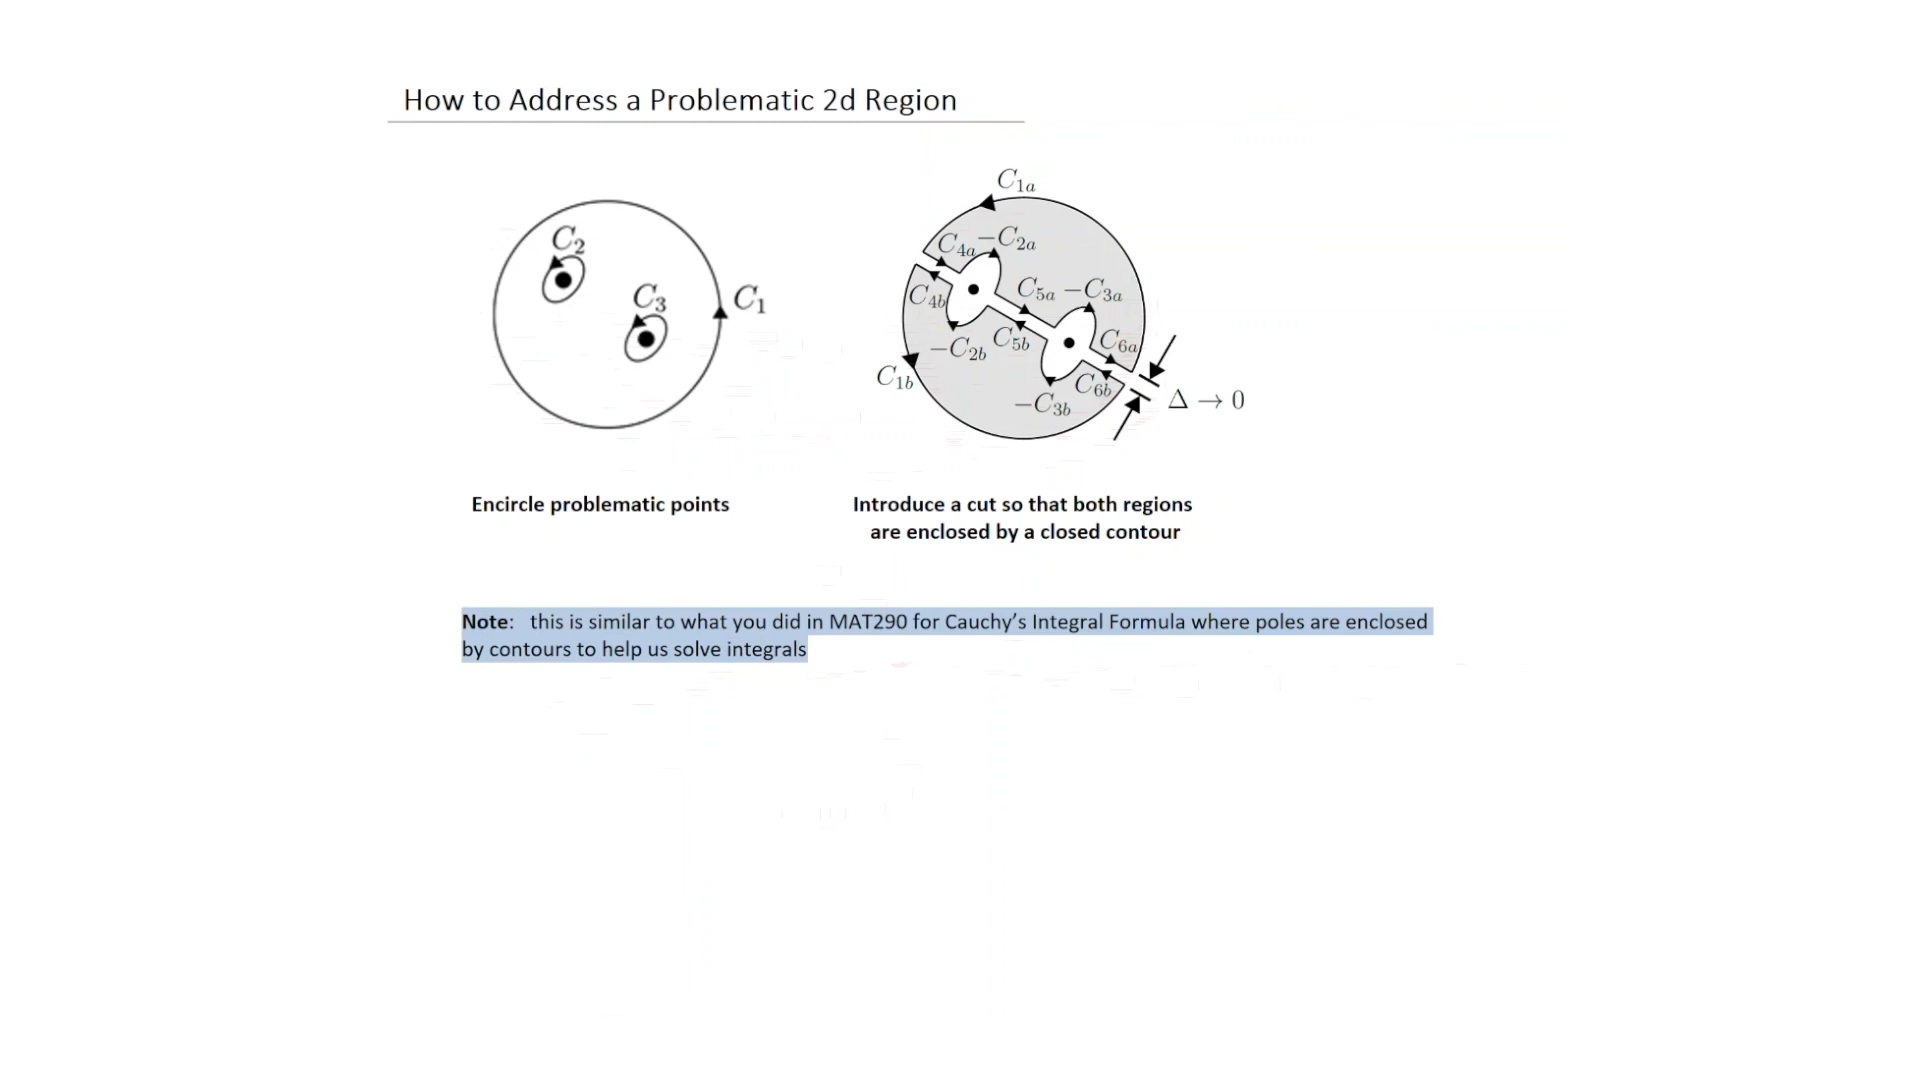 How to Address a Problematic 2d Region
C₂
C₃
C₁
C₁ₐ
C₄ₐ
−C₂ₐ
C₄b
C₅ₐ
−C₃ₐ
−C₂b
C₅b
C₆ₐ
C₁b
C₆b
−C₃b
Δ → 0
Encircle problematic points
Introduce a cut so that both regions
are enclosed by a closed contour
Note: this is similar to what you did in MAT290 for Cauchy’s Integral Formula where poles are enclosed
by contours to help us solve integrals